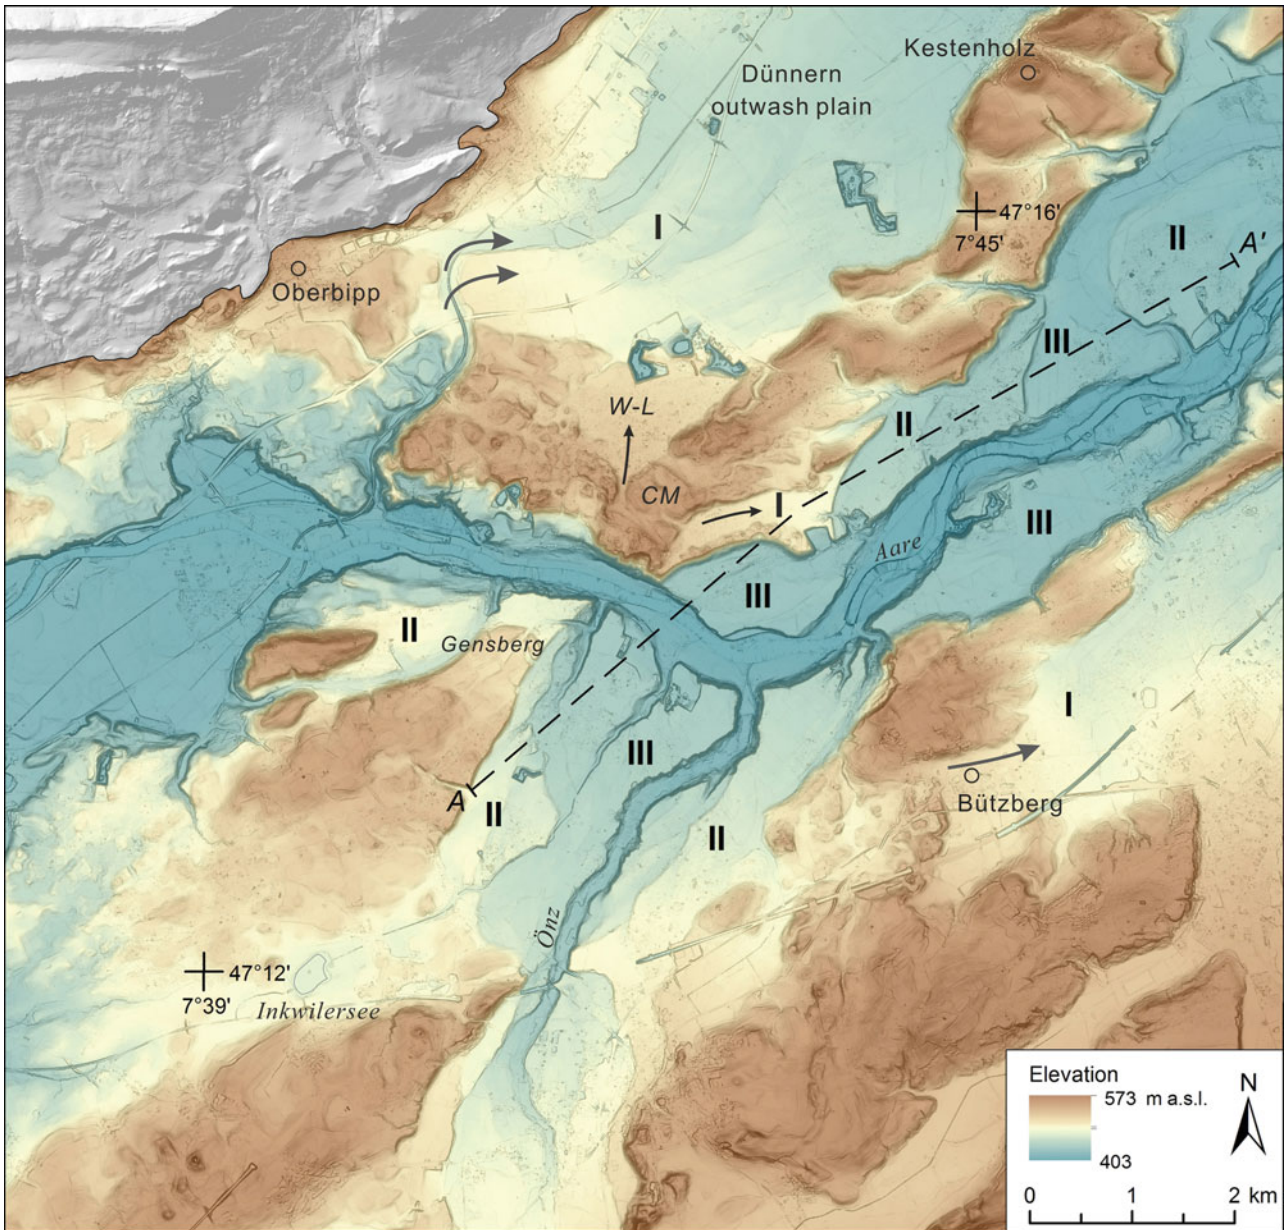 Kestenholz
Dünnern
outwash plain
I
47°16'
7°45'
II
A'
Oberbipp
III
W-L
II
CM
I
III
Aare
III
II
Gensberg
I
III
A
II
Bützberg
II
Önz
47°12'
7°39'
Inkwilersee
Elevation
573 m a.s.l.
403
N
0 1 2 km